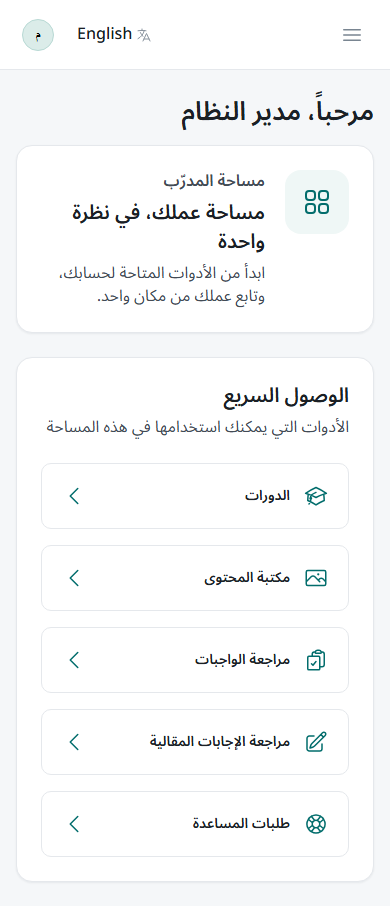 م
English
مرحباً، مدير النظام
مساحة المدرّب
مساحة عملك، في نظرة
واحدة
ابدأ من الأدوات المتاحة لحسابك،
وتابع عملك من مكان واحد.
الوصول السريع
الأدوات التي يمكنك استخدامها في هذه المساحة
الدورات
مكتبة المحتوى
مراجعة الواجبات
مراجعة الإجابات المقالية
طلبات المساعدة